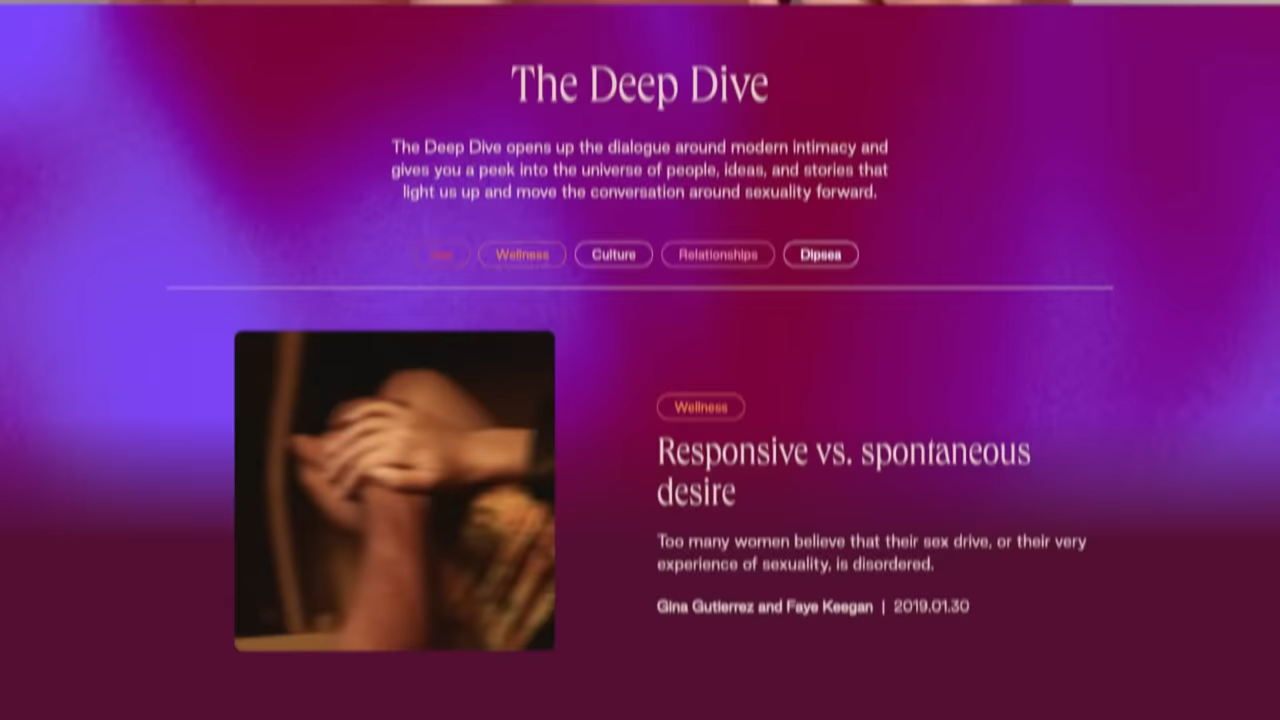 The Deep Dive
The Deep Dive opens up the dialogue around modern intimacy and
gives you a peek into the universe of people, ideas, and stories that
light us up and move the conversation around sexuality forward.
Wellness Culture Relationships Dipsea
Wellness
Responsive vs. spontaneous
desire
Too many women believe that their sex drive, or their very
experience of sexuality, is disordered.
Gina Gutierrez and Faye Keegan | 2019.01.30